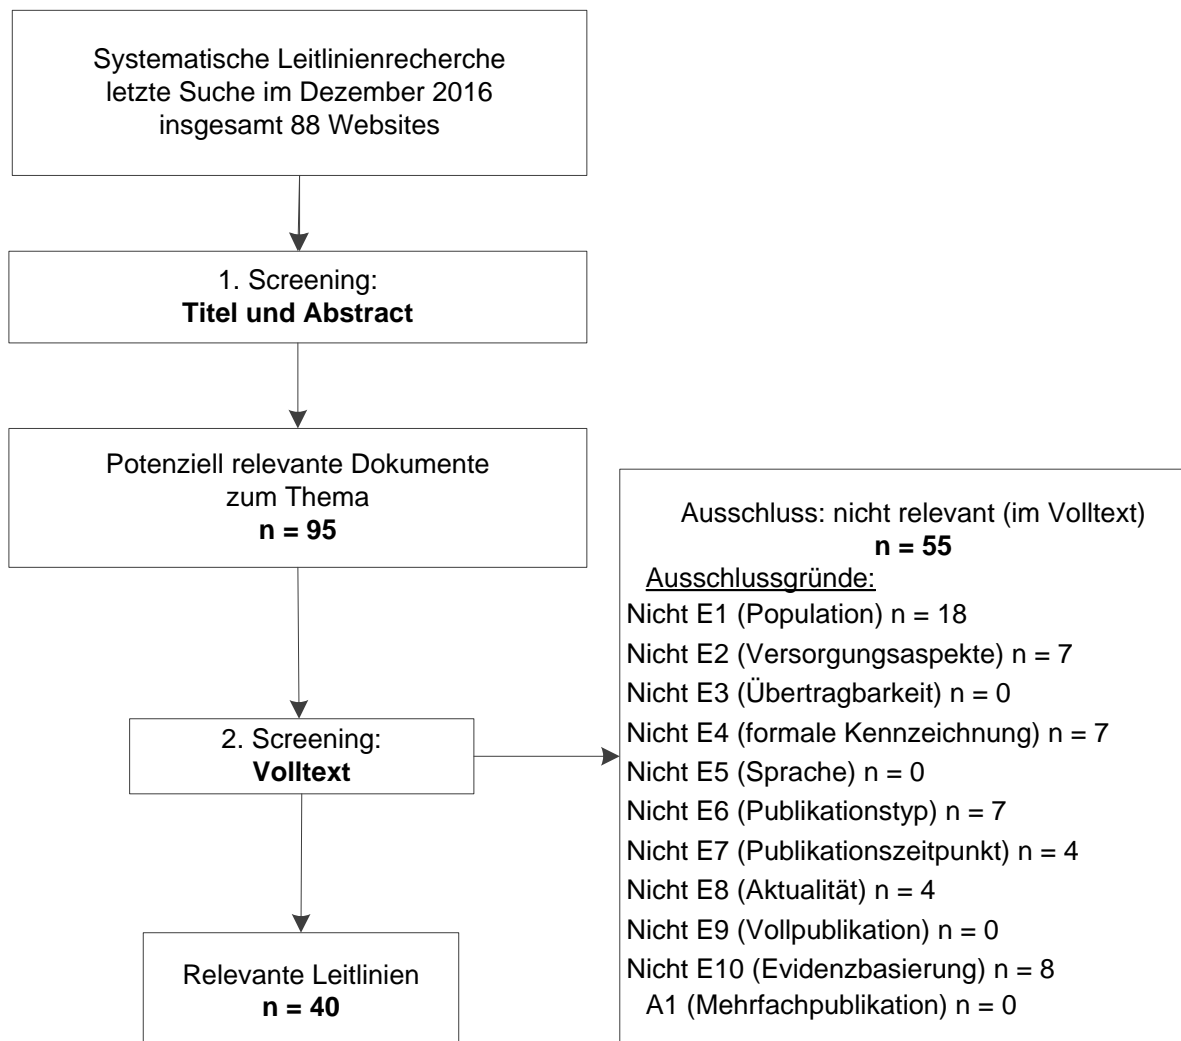 Systematische Leitlinienrecherche
letzte Suche im Dezember 2016
insgesamt 88 Websites
1. Screening:
Titel und Abstract
Potenziell relevante Dokumente
zum Thema
n = 95
2. Screening:
Volltext
Ausschluss: nicht relevant (im Volltext)
n = 55
Ausschlussgründe:
Nicht E1 (Population) n = 18
Nicht E2 (Versorgungsaspekte) n = 7
Nicht E3 (Übertragbarkeit) n = 0
Nicht E4 (formale Kennzeichnung) n = 7
Nicht E5 (Sprache) n = 0
Nicht E6 (Publikationstyp) n = 7
Nicht E7 (Publikationszeitpunkt) n = 4
Nicht E8 (Aktualität) n = 4
Nicht E9 (Vollpublikation) n = 0
Nicht E10 (Evidenzbasierung) n = 8
A1 (Mehrfachpublikation) n = 0
Relevante Leitlinien
n = 40